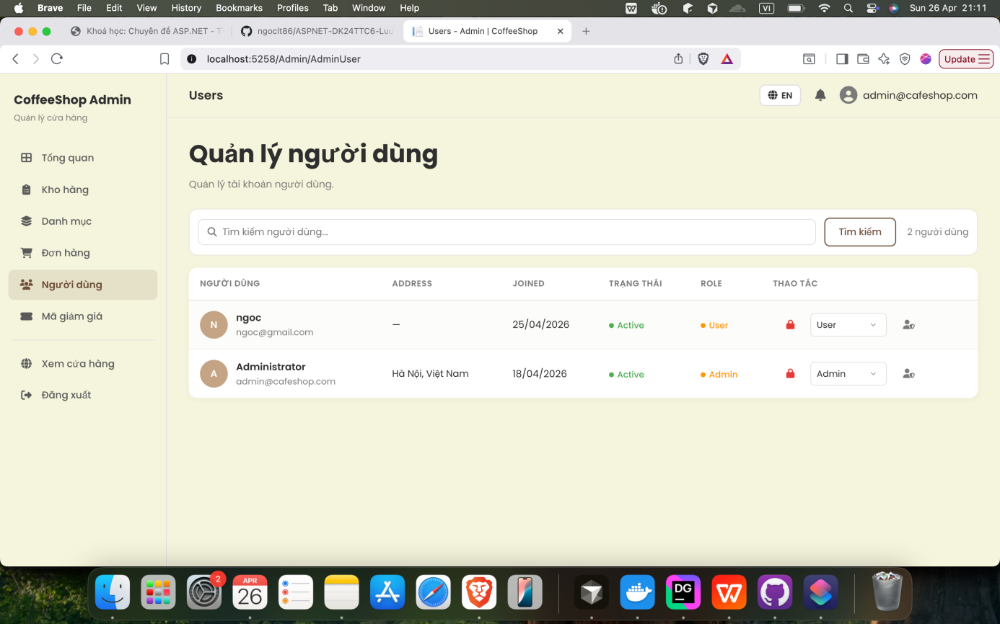 Brave File Edit View History Bookmarks Profiles Tab Window Help VI Sun 26 Apr 21:11
Khoá học: Chuyên đề ASP.NET - T
ngoclt86/ASPNET-DK24TTC6-Luu
Users - Admin | CoffeeShop
localhost:5258/Admin/AdminUser
Update
CoffeeShop Admin
Quản lý cửa hàng
Tổng quan
Kho hàng
Danh mục
Đơn hàng
Người dùng
Mã giảm giá
Xem cửa hàng
Đăng xuất
Users
EN
admin@cafeshop.com
Quản lý người dùng
Quản lý tài khoản người dùng.
Tìm kiếm người dùng...
Tìm kiếm
2 người dùng
NGƯỜI DÙNG ADDRESS JOINED TRẠNG THÁI ROLE THAO TÁC
N
ngoc
ngoc@gmail.com
— 25/04/2026 Active User User
A
Administrator
admin@cafeshop.com
Hà Nội, Việt Nam 18/04/2026 Active Admin Admin
2
APR
26
DG